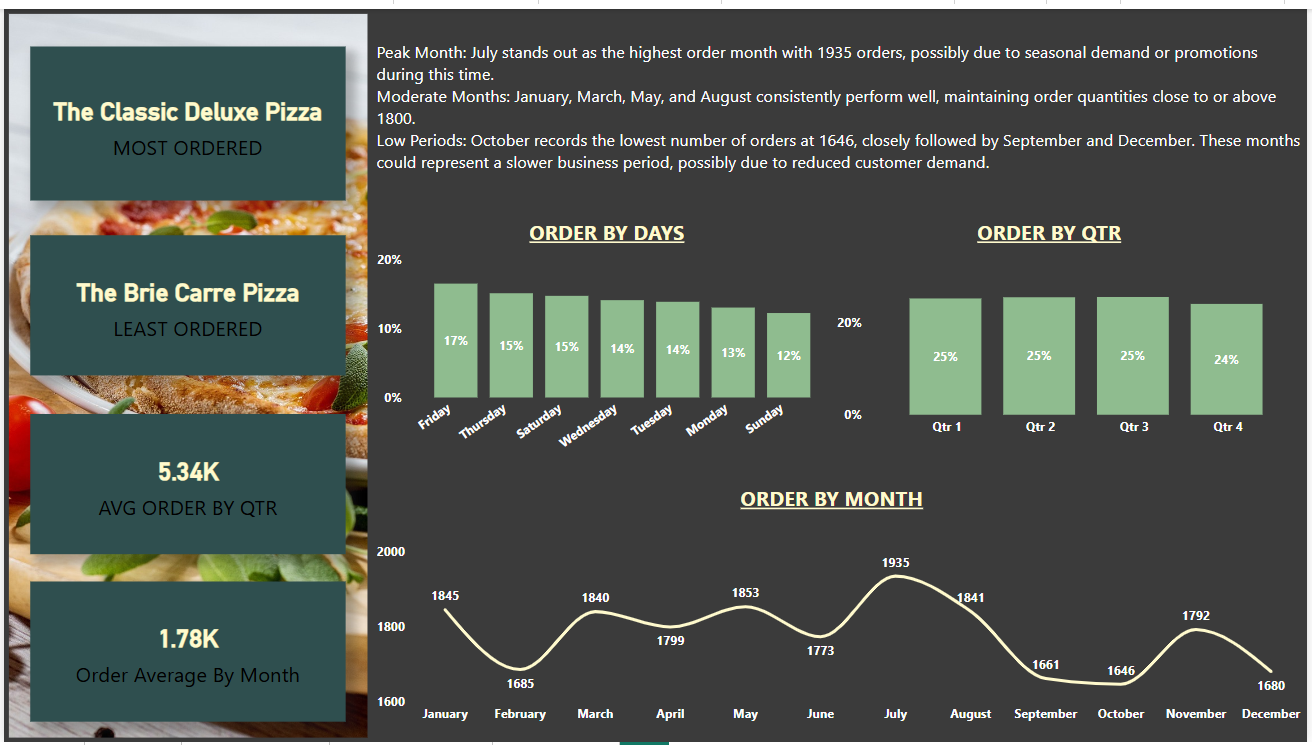 The Classic Deluxe Pizza
MOST ORDERED
The Brie Carre Pizza
LEAST ORDERED
5.34K
AVG ORDER BY QTR
1.78K
Order Average By Month
Peak Month: July stands out as the highest order month with 1935 orders, possibly due to seasonal demand or promotions
during this time.
Moderate Months: January, March, May, and August consistently perform well, maintaining order quantities close to or above
1800.
Low Periods: October records the lowest number of orders at 1646, closely followed by September and December. These months
could represent a slower business period, possibly due to reduced customer demand.
ORDER BY DAYS
20%
10%
0%
17% 15% 15% 14% 14% 13% 12%
Friday Thursday Saturday Wednesday Tuesday Monday Sunday
ORDER BY QTR
20%
0%
25% 25% 25% 24%
Qtr 1 Qtr 2 Qtr 3 Qtr 4
ORDER BY MONTH
2000
1800
1600
1845 1685 1840 1799 1853 1773 1935 1841 1661 1646 1792 1680
January February March April May June July August September October November December